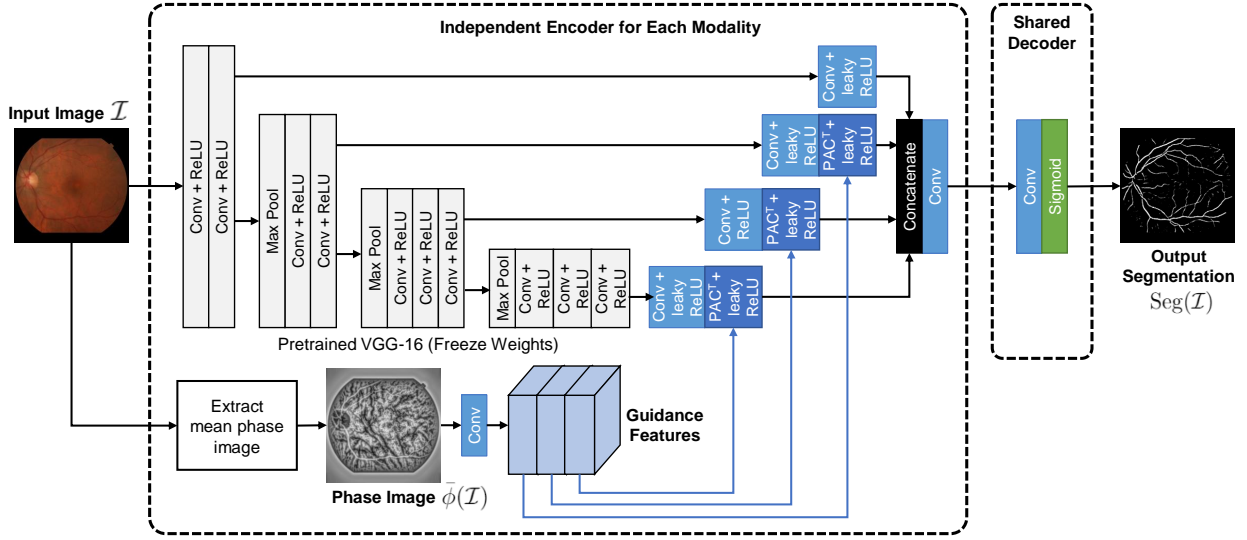 Independent Encoder for Each Modality
Shared
Decoder
Input Image I
Conv + ReLU
Conv + ReLU
Max Pool
Conv + ReLU
Conv + ReLU
Max Pool
Conv + ReLU
Conv + ReLU
Conv + ReLU
Max Pool
Conv +
ReLU
Conv +
ReLU
Conv +
ReLU
Conv +
leaky
ReLU
Conv +
leaky
ReLU
PACᵀ +
leaky
ReLU
Conv +
ReLU
PACᵀ +
leaky
ReLU
Conv +
leaky
ReLU
PACᵀ +
leaky
ReLU
Concatenate
Conv
Conv
Sigmoid
Output
Segmentation
Seg(I)
Pretrained VGG-16 (Freeze Weights)
Extract
mean phase
image
Conv
Guidance
Features
Phase Image ϕ̄(I)